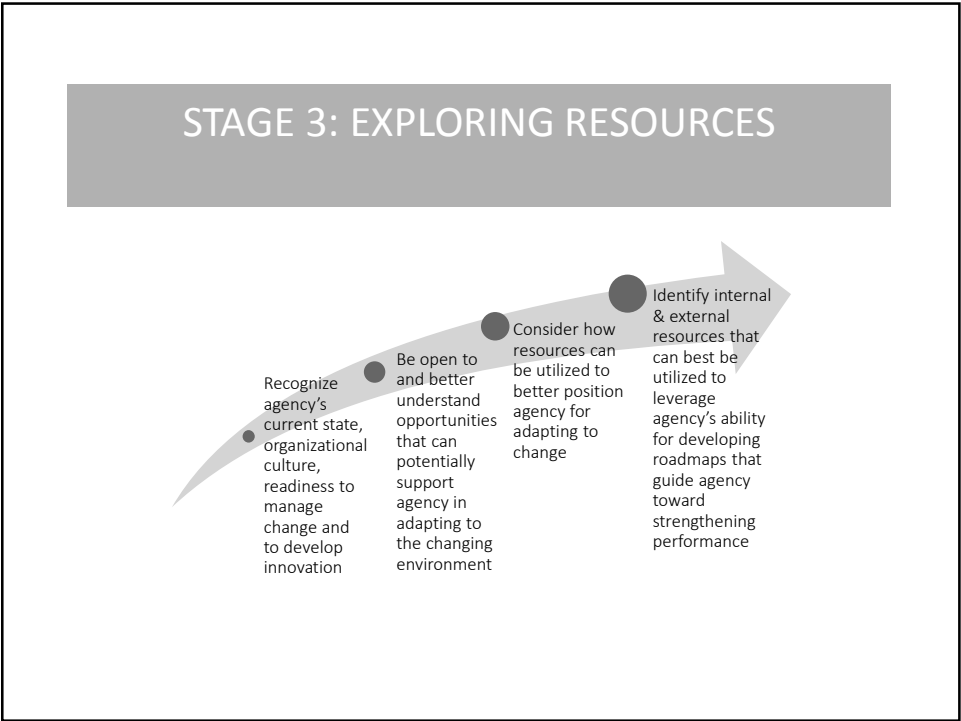 STAGE 3: EXPLORING RESOURCES
Recognize
agency’s
current state,
organizational
culture,
readiness to
manage
change and
to develop
innovation
Be open to
and better
understand
opportunities
that can
potentially
support
agency in
adapting to
the changing
environment
Consider how
resources can
be utilized to
better position
agency for
adapting to
change
Identify internal
& external
resources that
can best be
utilized to
leverage
agency’s ability
for developing
roadmaps that
guide agency
toward
strengthening
performance